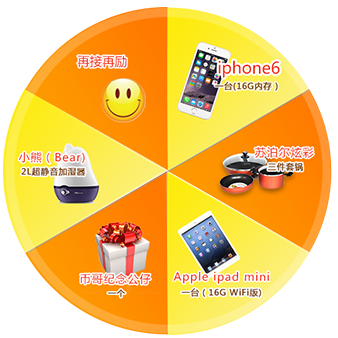 再接再励
iphone6
一台(16G内存)
小熊(Bear)
2L超静音加湿器
苏泊尔炫彩
三件套锅
币哥纪念公仔
一个
Apple ipad mini
一台(16G WiFi版)